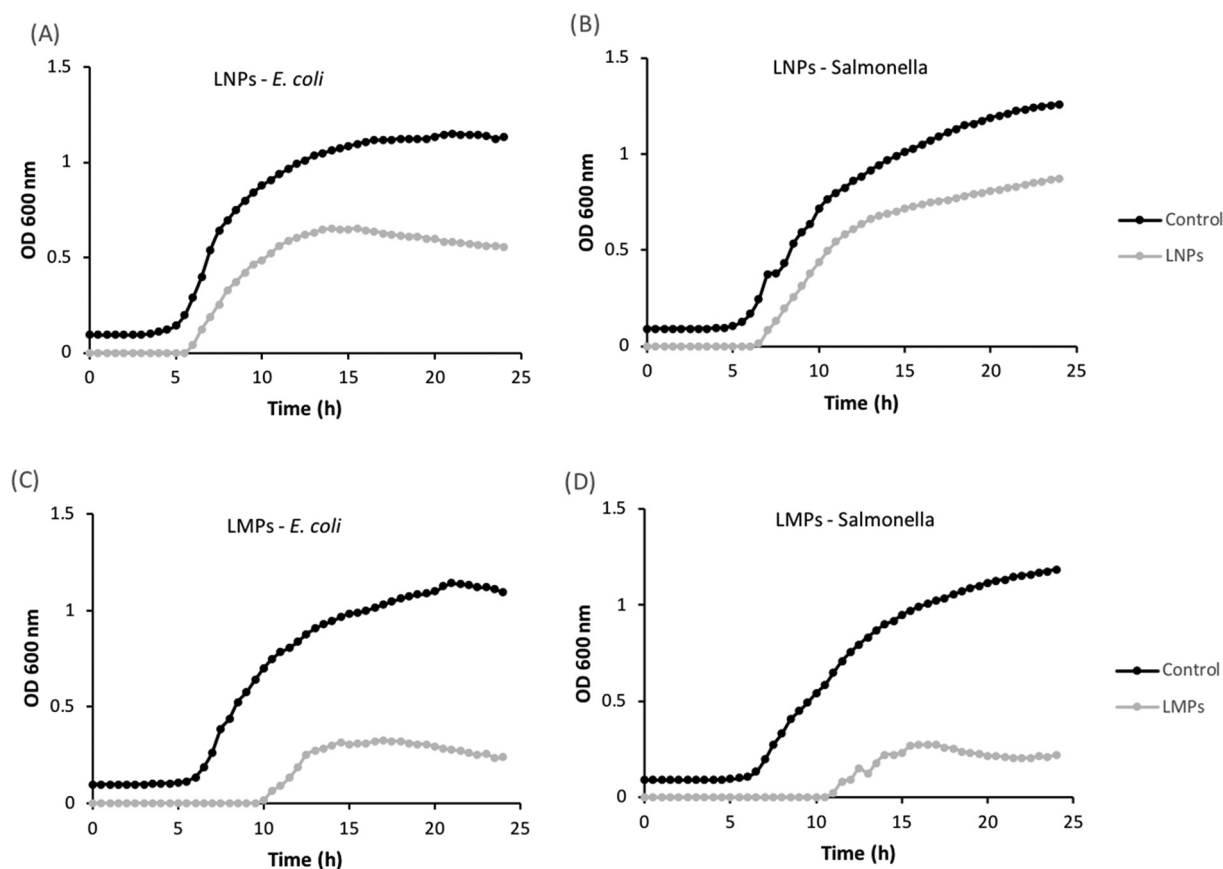 (A)
LNPs - E. coli
1.5
1
0.5
0
OD 600 nm
0 5 10 15 20 25
Time (h)
(B)
LNPs - Salmonella
1.5
1
0.5
0
OD 600 nm
0 5 10 15 20 25
Time (h)
Control
LNPs
(C)
LMPs - E. coli
1.5
1
0.5
0
OD 600 nm
0 5 10 15 20 25
Time (h)
(D)
LMPs - Salmonella
1.5
1
0.5
0
OD 600 nm
0 5 10 15 20 25
Time (h)
Control
LMPs